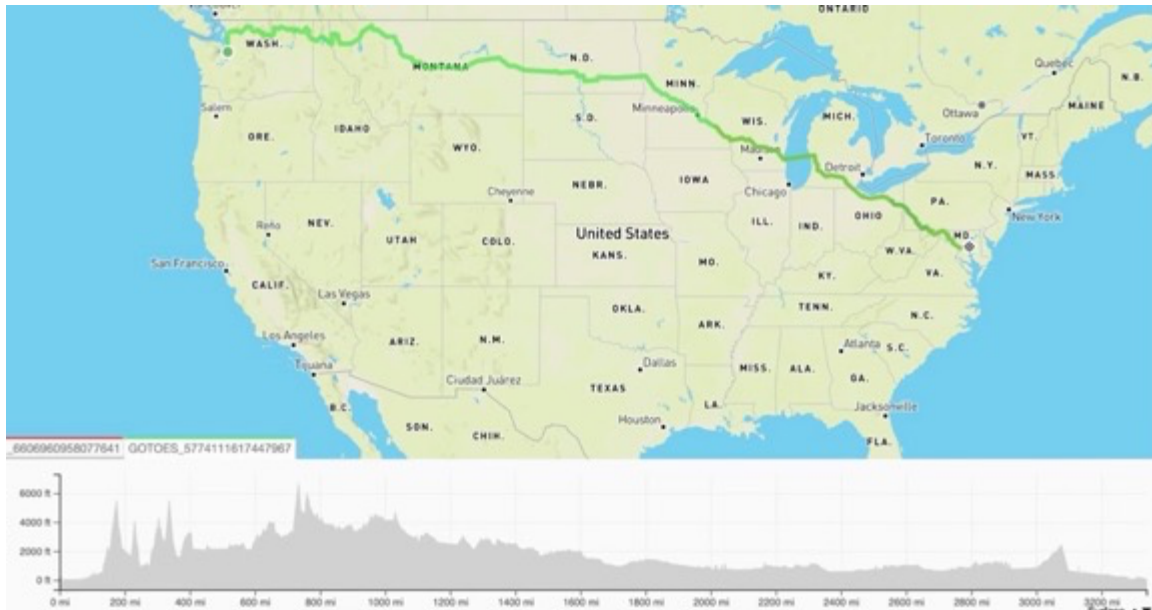 ONTARIO
WASH.
MONTANA
N.D.
MINN.
Quebec
N.B.
Salem
Minneapolis
WIS.
MICH.
Ottawa
MAINE
ORE.
IDAHO
S.D.
Toronto
VT.
WYO.
Detroit
N.Y.
MASS.
Cheyenne
NEBR.
IOWA
Chicago
PA.
New York
Reno
NEV.
UTAH
COLO.
United States
ILL.
IND.
OHIO
MD.
San Francisco
KANS.
MO.
W.VA.
VA.
CALIF.
Las Vegas
KY.
OKLA.
TENN.
N.C.
Los Angeles
ARIZ.
N.M.
ARK.
Atlanta
S.C.
Tijuana
Dallas
MISS.
ALA.
GA.
Ciudad Juárez
TEXAS
B.C.
LA.
Jacksonville
SON.
CHIH.
Houston
FLA.
_6606960958077641 GOTOES_5774111617447967
6000 ft
4000 ft
2000 ft
0 ft
0 mi 200 mi 400 mi 600 mi 800 mi 1000 mi 1200 mi 1400 mi 1600 mi 1800 mi 2000 mi 2200 mi 2400 mi 2600 mi 2800 mi 3000 mi 3200 mi